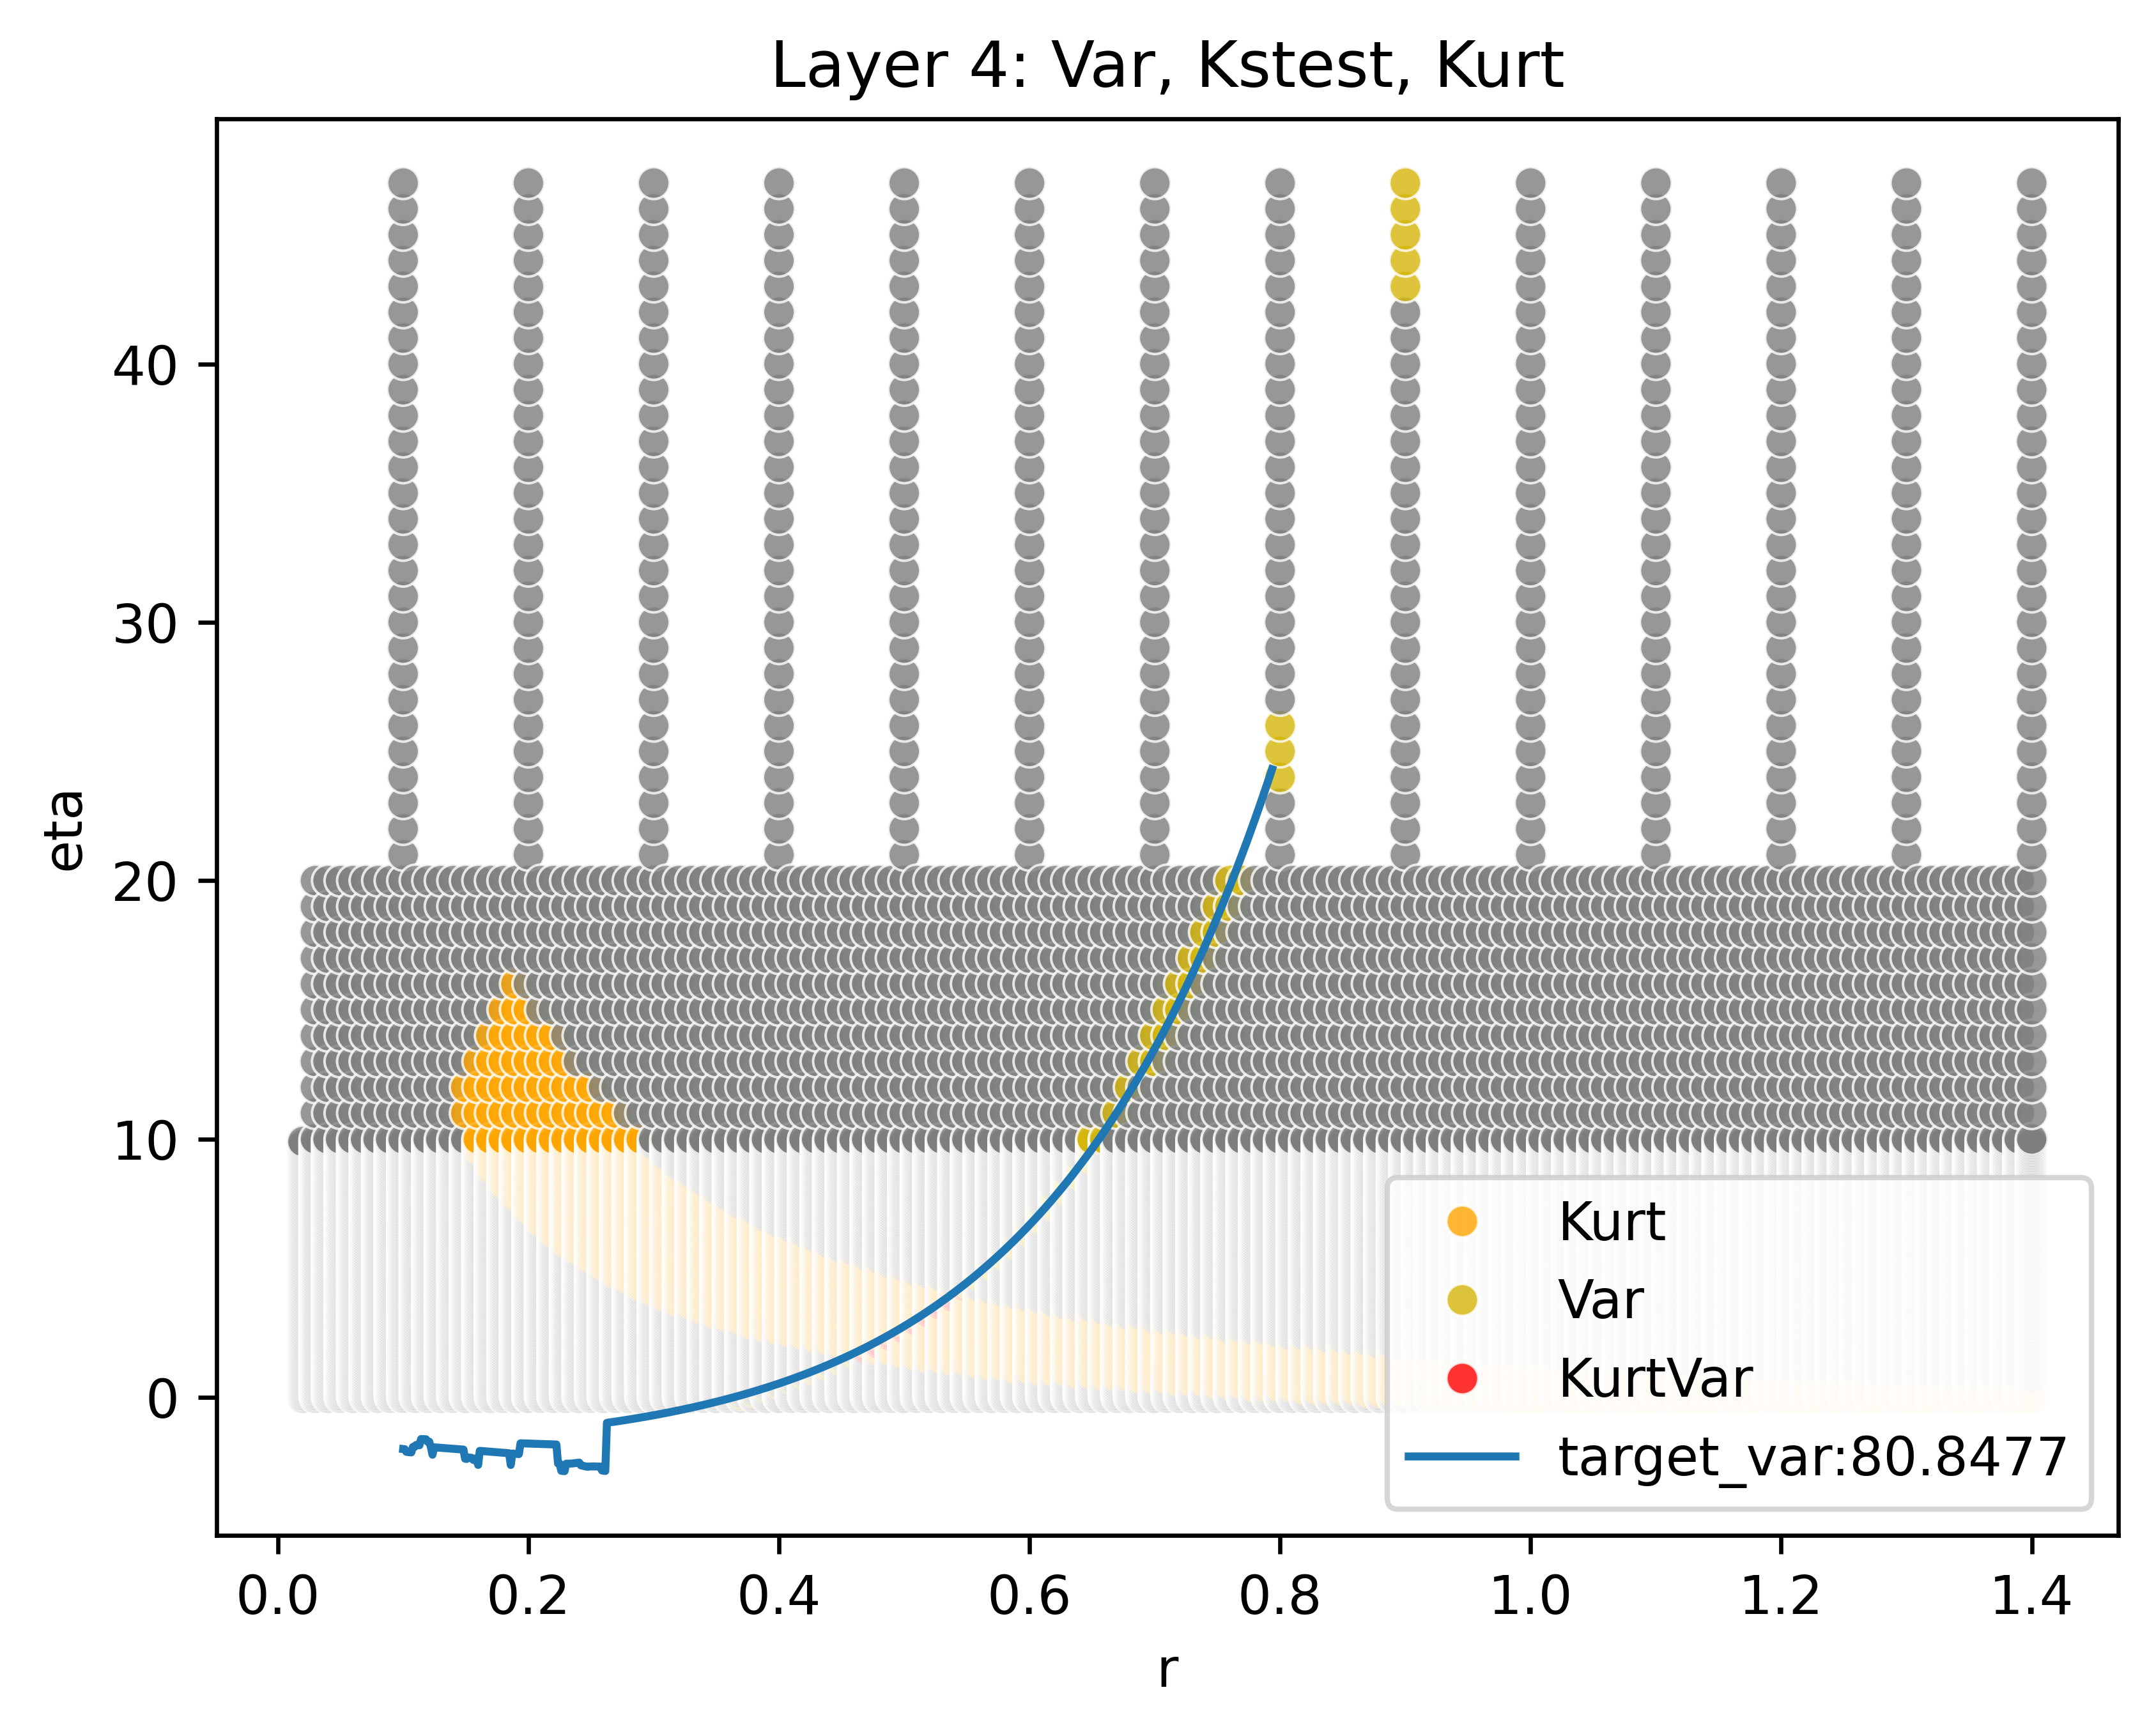 Layer 4: Var, Kstest, Kurt
eta
40
30
20
10
0
Kurt
Var
KurtVar
target_var:80.8477
0.0 0.2 0.4 0.6 0.8 1.0 1.2 1.4
r